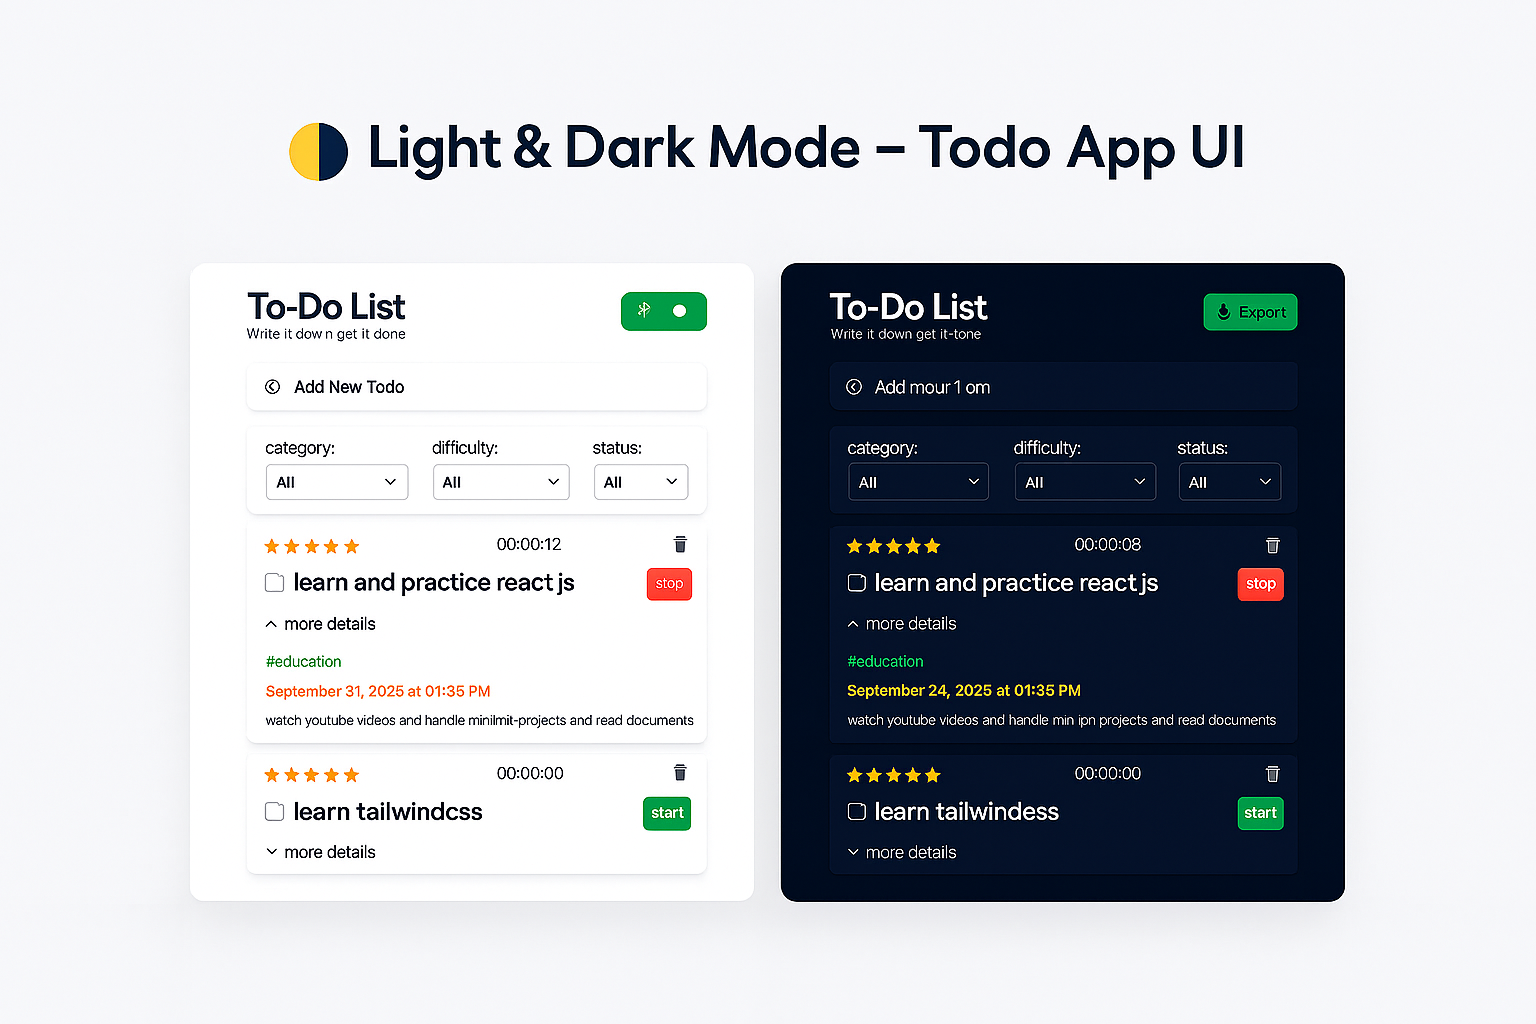 Light & Dark Mode – Todo App UI
To-Do List
Write it dow n get it done
Add New Todo
category: difficulty: status:
All All All
00:00:12
learn and practice react js
stop
more details
#education
September 31, 2025 at 01:35 PM
watch youtube videos and handle minilmit-projects and read documents
00:00:00
learn tailwindcss
start
more details
To-Do List
Write it down get it-tone
Export
Add mour 1 om
category: difficulty: status:
All All All
00:00:08
learn and practice react js
stop
more details
#education
September 24, 2025 at 01:35 PM
watch youtube videos and handle min ipn projects and read documents
00:00:00
learn tailwindess
start
more details